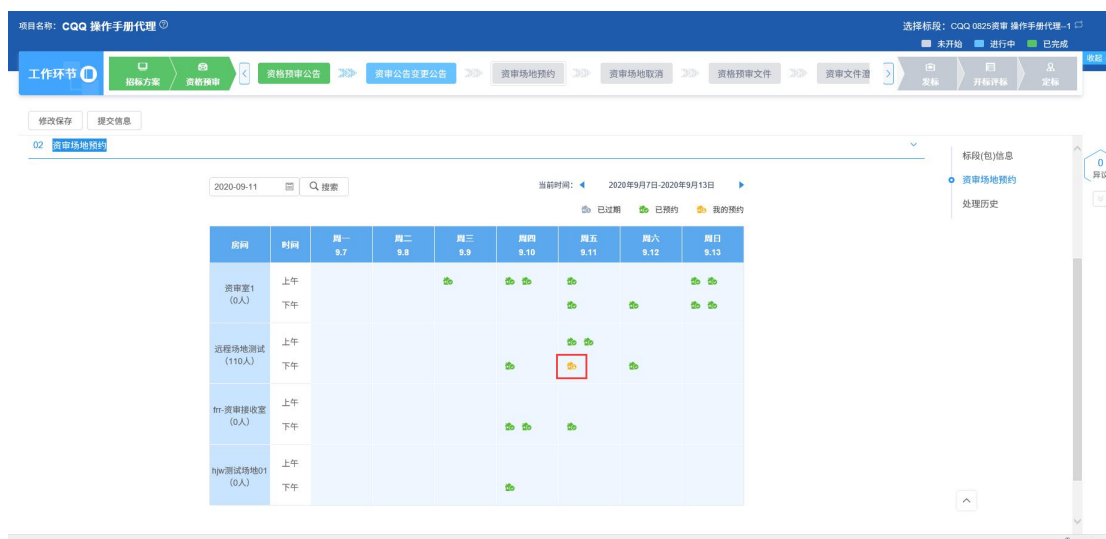 项目名称: CQQ 操作手册代理
选择标段: CQQ 0825资审 操作手册代理--1
未开始 进行中 已完成
收起
工作环节
招标方案 资格预审 资格预审公告 资审公告变更公告 资审场地预约 资审场地取消 资格预审文件 资审文件澄 发标 开标评标 定标
修改保存 提交信息
02 资审场地预约
标段(包)信息
资审场地预约
处理历史
0
异议
2020-09-11 搜索 当前时间: 2020年9月7日-2020年9月13日
已过期 已预约 我的预约
房间 时间 周一 周二 周三 周四 周五 周六 周日
9.7 9.8 9.9 9.10 9.11 9.12 9.13
资审室1
(0人)
上午
下午
远程场地测试
(110人)
上午
下午
frr-资审接收室
(0人)
上午
下午
hjw测试场地01
(0人)
上午
下午